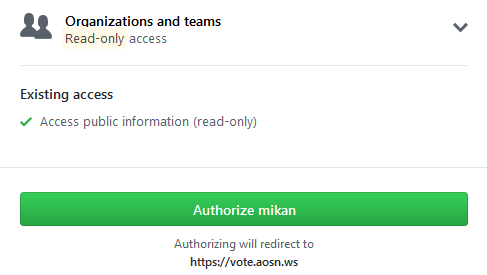 Organizations and teams
Read-only access
Existing access
Access public information (read-only)
Authorize mikan
Authorizing will redirect to
https://vote.aosn.ws